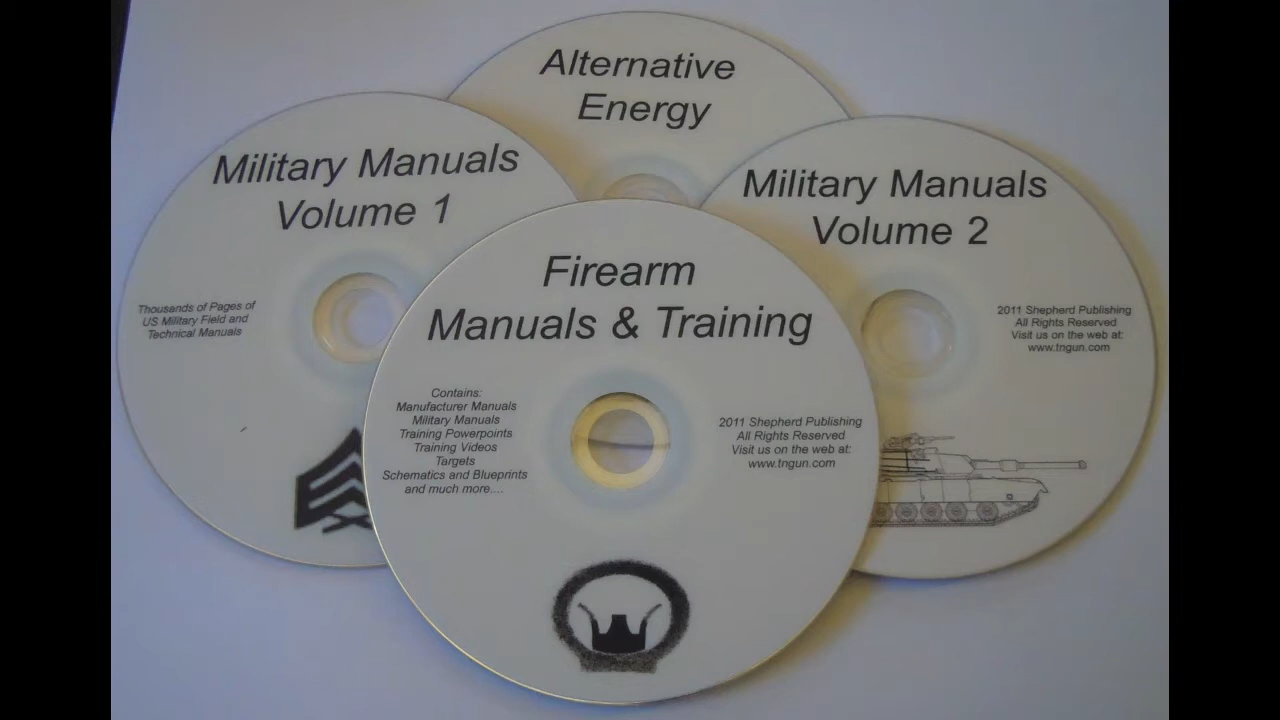 Alternative
Energy
Military Manuals
Volume 1
Thousands of Pages of
US Military Field and
Technical Manuals
Military Manuals
Volume 2
2011 Shepherd Publishing
All Rights Reserved
Visit us on the web at:
www.tngun.com
Firearm
Manuals & Training
Contains:
Manufacturer Manuals
Military Manuals
Training Powerpoints
Training Videos
Targets
Schematics and Blueprints
and much more....
2011 Shepherd Publishing
All Rights Reserved
Visit us on the web at:
www.tngun.com